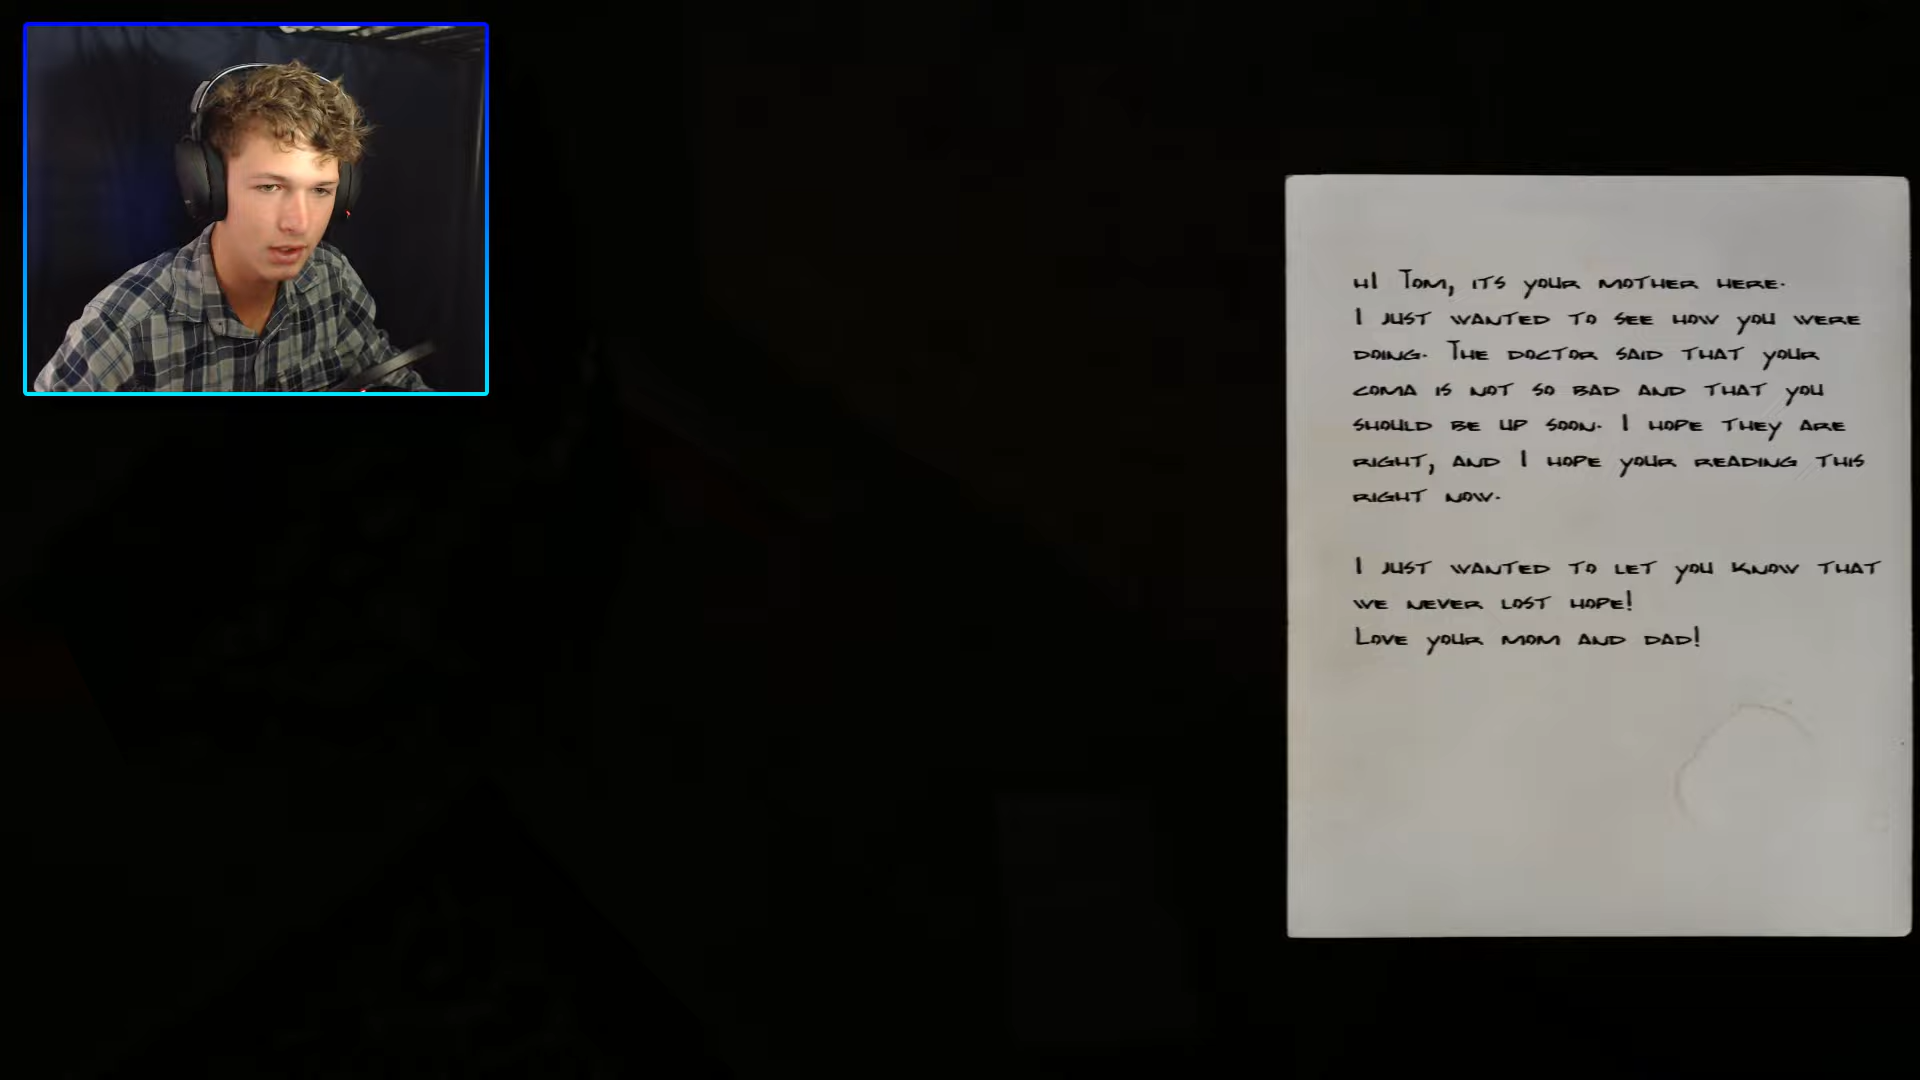 HI TOM, ITS YOUR MOTHER HERE.
I JUST WANTED TO SEE HOW YOU WERE
DOING. THE DOCTOR SAID THAT YOUR
COMA IS NOT SO BAD AND THAT YOU
SHOULD BE UP SOON. I HOPE THEY ARE
RIGHT, AND I HOPE YOUR READING THIS
RIGHT NOW.
I JUST WANTED TO LET YOU KNOW THAT
WE NEVER LOST HOPE!
LOVE YOUR MOM AND DAD!